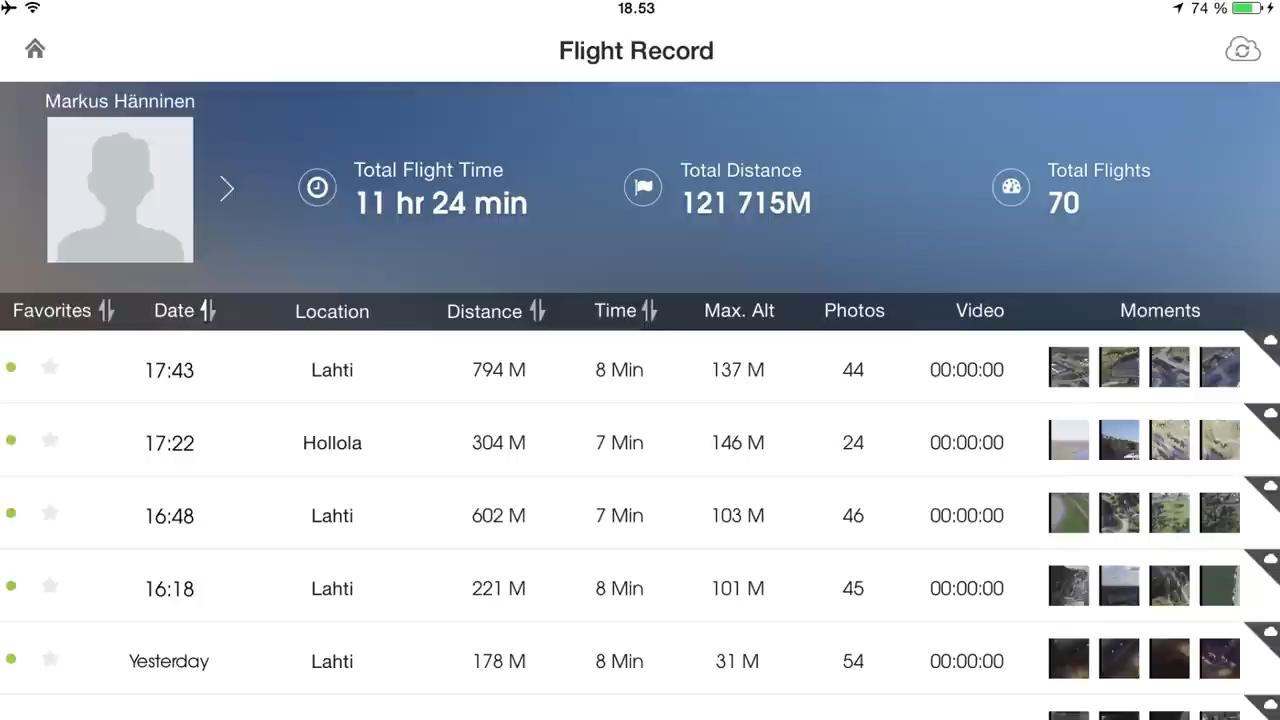 18.53
74 %
Flight Record
Markus Hänninen
Total Flight Time
11 hr 24 min
Total Distance
121 715M
Total Flights
70
Favorites Date Location Distance Time Max. Alt Photos Video Moments
17:43 Lahti 794 M 8 Min 137 M 44 00:00:00
17:22 Hollola 304 M 7 Min 146 M 24 00:00:00
16:48 Lahti 602 M 7 Min 103 M 46 00:00:00
16:18 Lahti 221 M 8 Min 101 M 45 00:00:00
Yesterday Lahti 178 M 8 Min 31 M 54 00:00:00